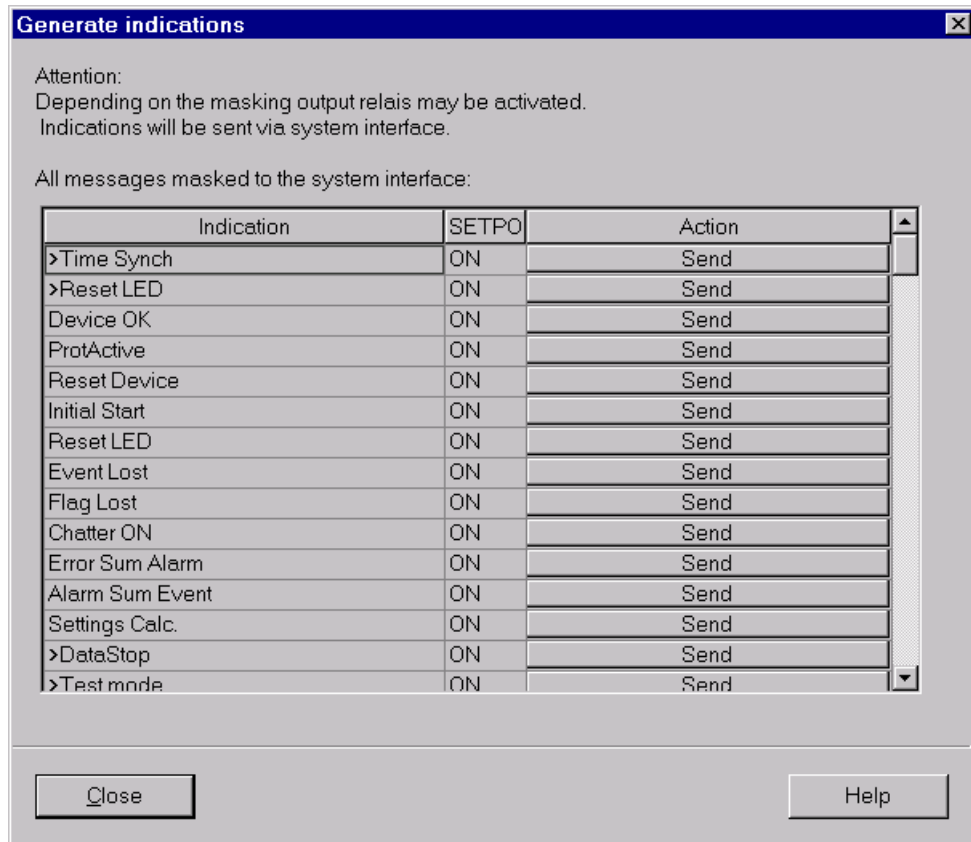 Generate indications
Attention:
Depending on the masking output relais may be activated.
Indications will be sent via system interface.
All messages masked to the system interface:
Indication SETPO Action
>Time Synch ON Send
>Reset LED ON Send
Device OK ON Send
ProtActive ON Send
Reset Device ON Send
Initial Start ON Send
Reset LED ON Send
Event Lost ON Send
Flag Lost ON Send
Chatter ON ON Send
Error Sum Alarm ON Send
Alarm Sum Event ON Send
Settings Calc. ON Send
>DataStop ON Send
>Test mode ON Send
Close Help